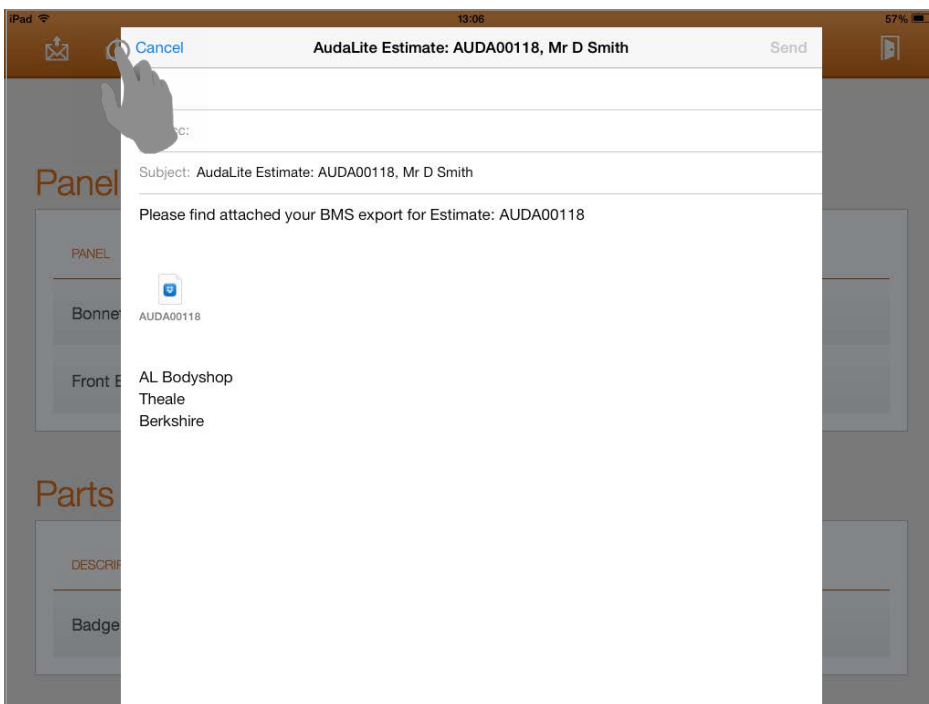 iPad 13:06 57%
Cancel AudaLite Estimate: AUDA00118, Mr D Smith Send
cc:
Subject: AudaLite Estimate: AUDA00118, Mr D Smith
Panel
Please find attached your BMS export for Estimate: AUDA00118
PANEL
Bonne
AUDA00118
Front
AL Bodyshop
Theale
Berkshire
Parts
DESCRI
Badge